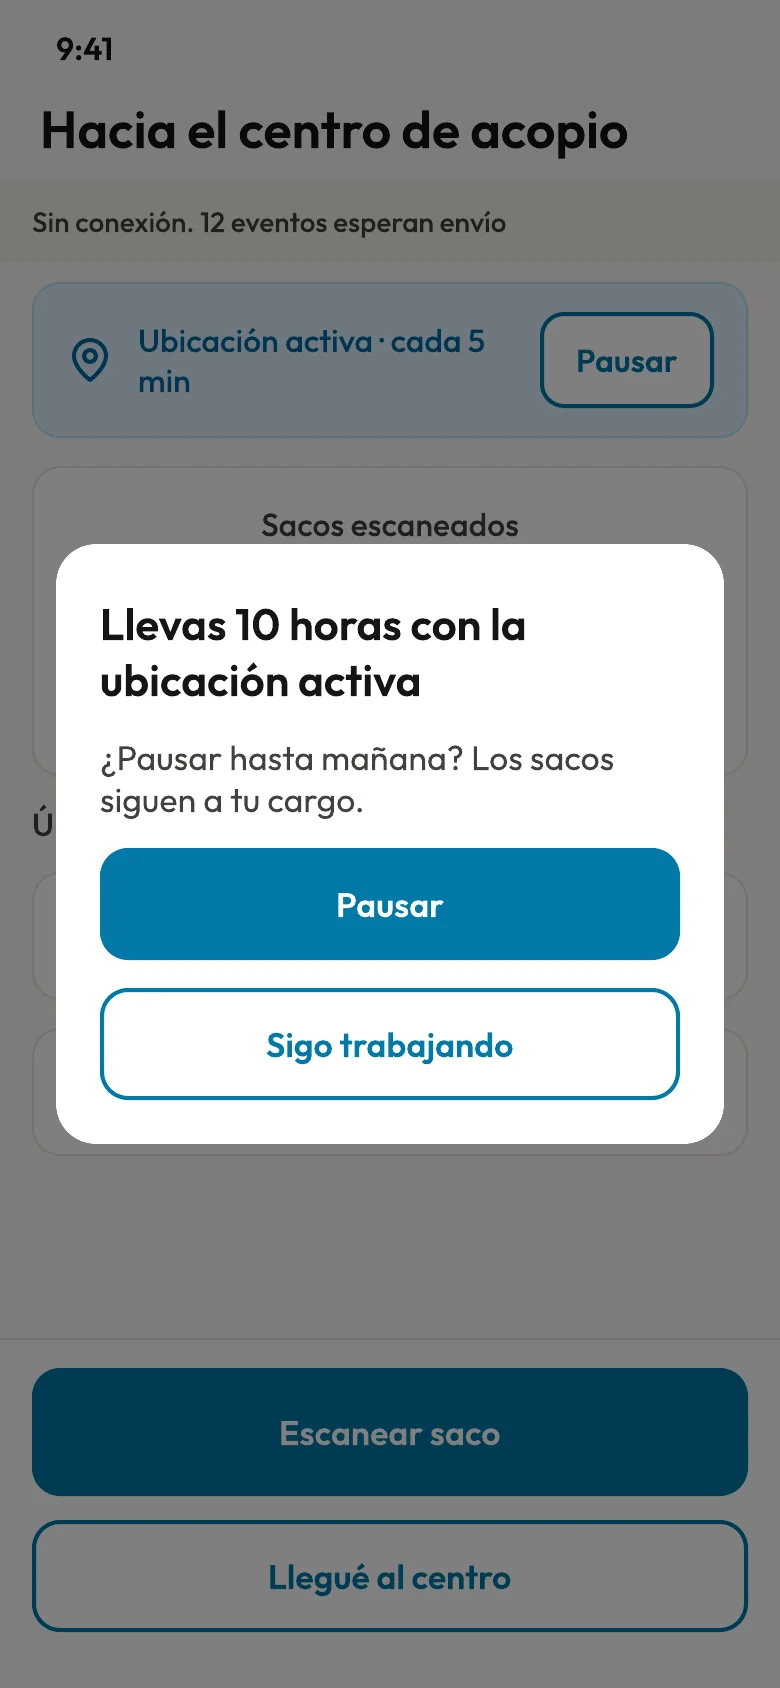 9:41
Hacia el centro de acopio
Sin conexión. 12 eventos esperan envío
Ubicación activa · cada 5
min
Pausar
Sacos escaneados
Llevas 10 horas con la
ubicación activa
¿Pausar hasta mañana? Los sacos
siguen a tu cargo.
Pausar
Sigo trabajando
Escanear saco
Llegué al centro